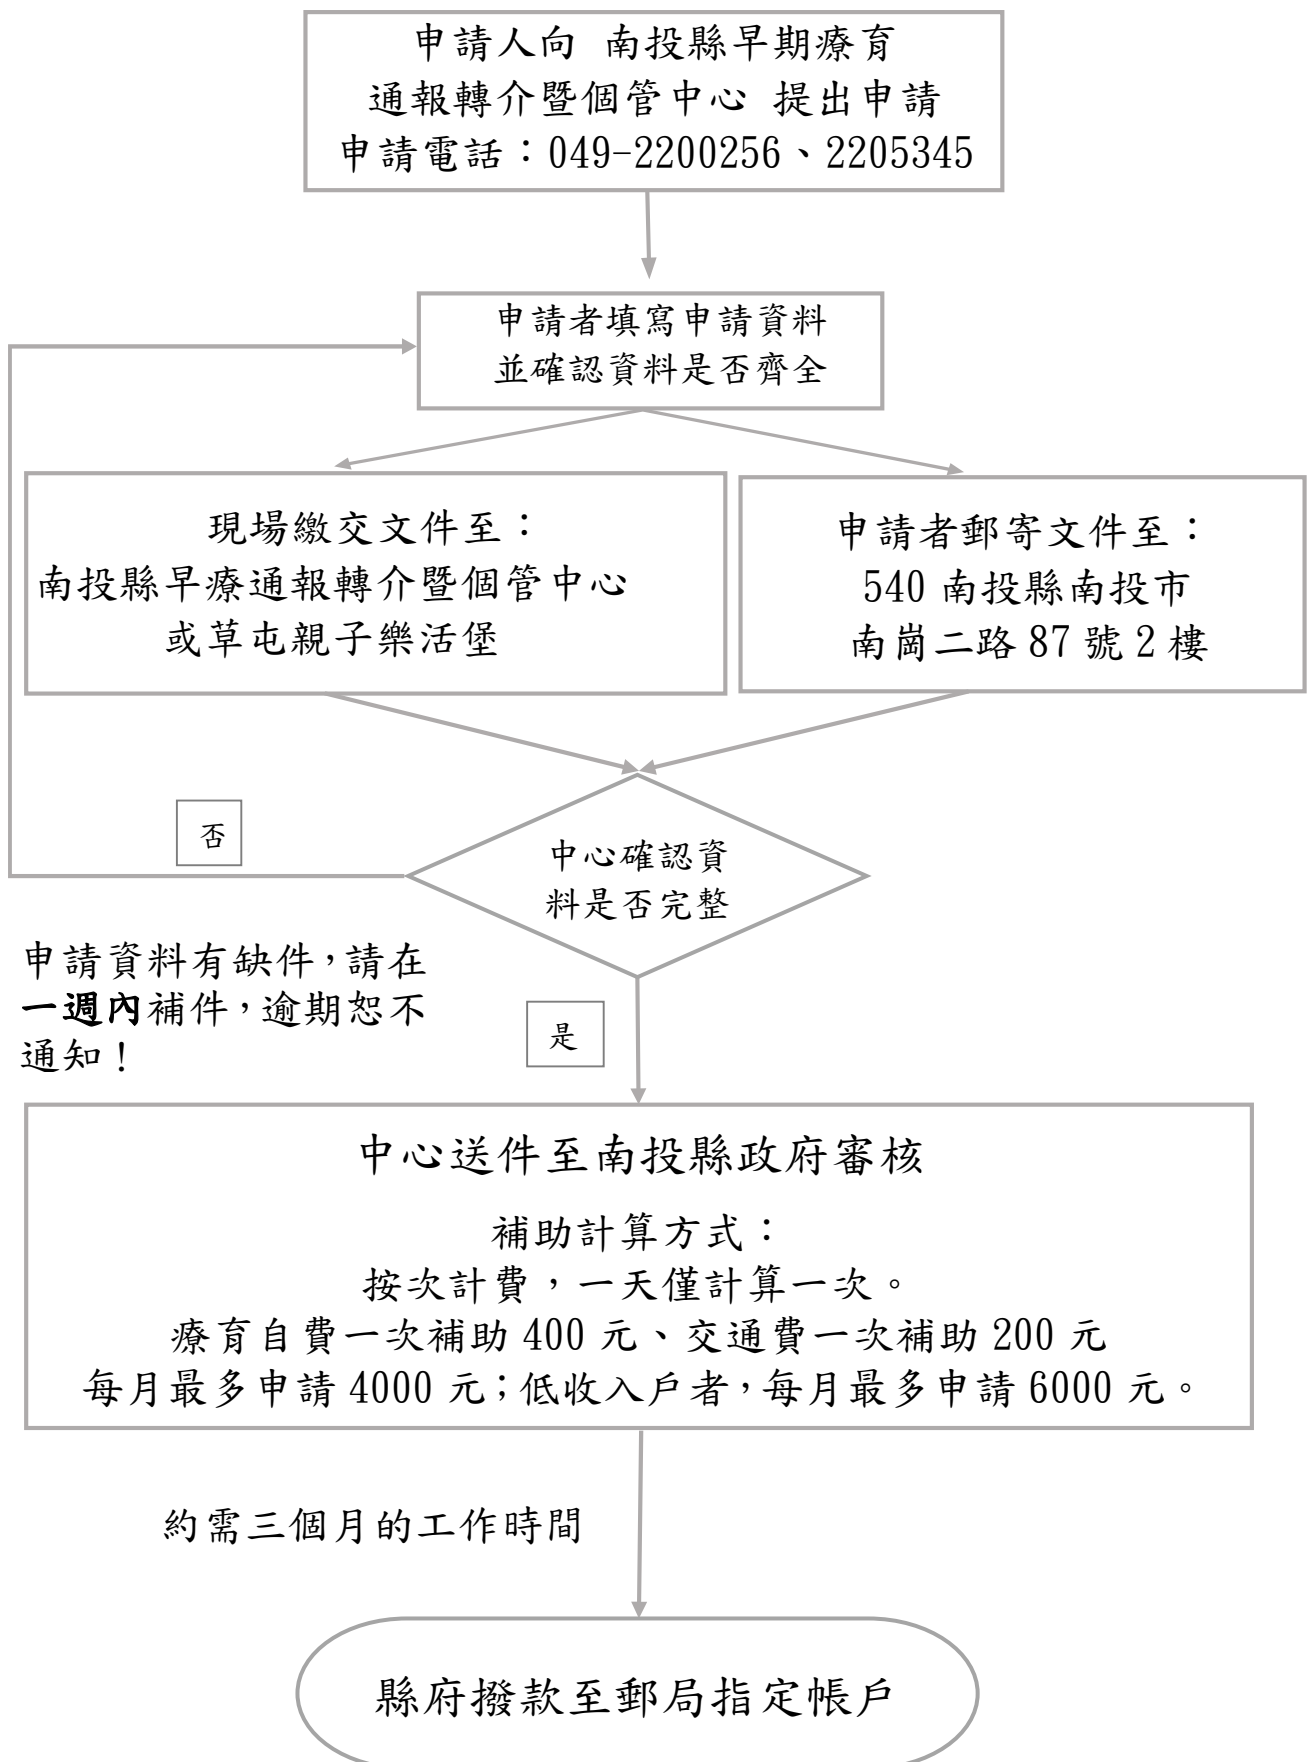 申請人向 南投縣早期療育
通報轉介暨個管中心 提出申請
申請電話：049-2200256、2205345
申請者填寫申請資料
並確認資料是否齊全
現場繳交文件至：
南投縣早療通報轉介暨個管中心
或草屯親子樂活堡
申請者郵寄文件至：
540 南投縣南投市
南崗二路 87 號 2 樓
中心確認資
料是否完整
否
申請資料有缺件，請在
一週內補件，逾期恕不
通知！
是
中心送件至南投縣政府審核
補助計算方式：
按次計費，一天僅計算一次。
療育自費一次補助 400 元、交通費一次補助 200 元
每月最多申請 4000 元；低收入戶者，每月最多申請 6000 元。
約需三個月的工作時間
縣府撥款至郵局指定帳戶